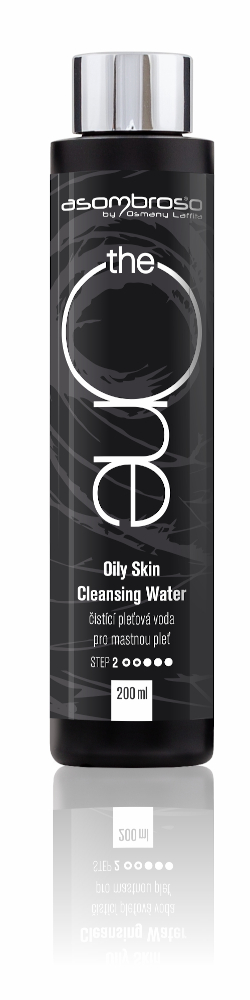 asombroso
by Osmany Laffita
the
One
Oily Skin
Cleansing Water
čistící pleťová voda
pro mastnou pleť
STEP 2
200 ml